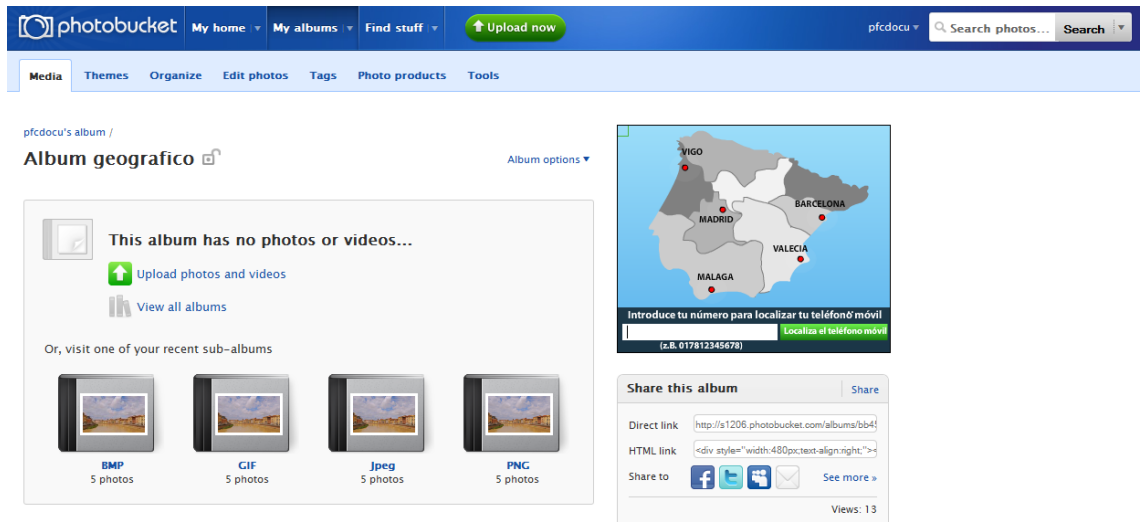 photobucket My home My albums Find stuff Upload now pfcdocu Search photos... Search
Media Themes Organize Edit photos Tags Photo products Tools
pfcdocu's album /
Album geografico
Album options
This album has no photos or videos...
Upload photos and videos
View all albums
Or, visit one of your recent sub-albums
BMP
5 photos
GIF
5 photos
Jpeg
5 photos
PNG
5 photos
VIGO
BARCELONA
MADRID
VALECIA
MALAGA
Introduce tu número para localizar tu teléfono móvil
Localiza el teléfono móvil
(z.B. 017812345678)
Share this album Share
Direct link http://s1206.photobucket.com/albums/bb4
HTML link <div style="width:480px;text-align:right;"><
Share to f t See more »
Views: 13